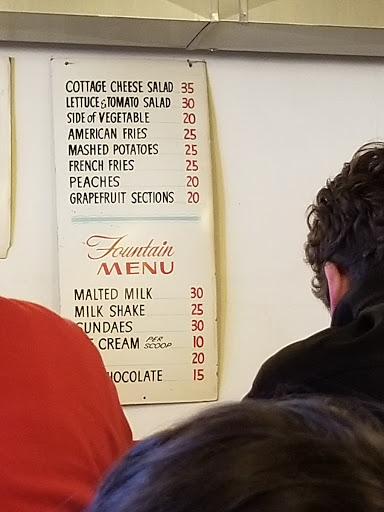 COTTAGE CHEESE SALAD 35
LETTUCE & TOMATO SALAD 30
SIDE of VEGETABLE 20
AMERICAN FRIES 25
MASHED POTATOES 25
FRENCH FRIES 25
PEACHES 20
GRAPEFRUIT SECTIONS 20
Fountain
MENU
MALTED MILK 30
MILK SHAKE 25
SUNDAES 30
E CREAM PER SCOOP 10
20
HOCOLATE 15